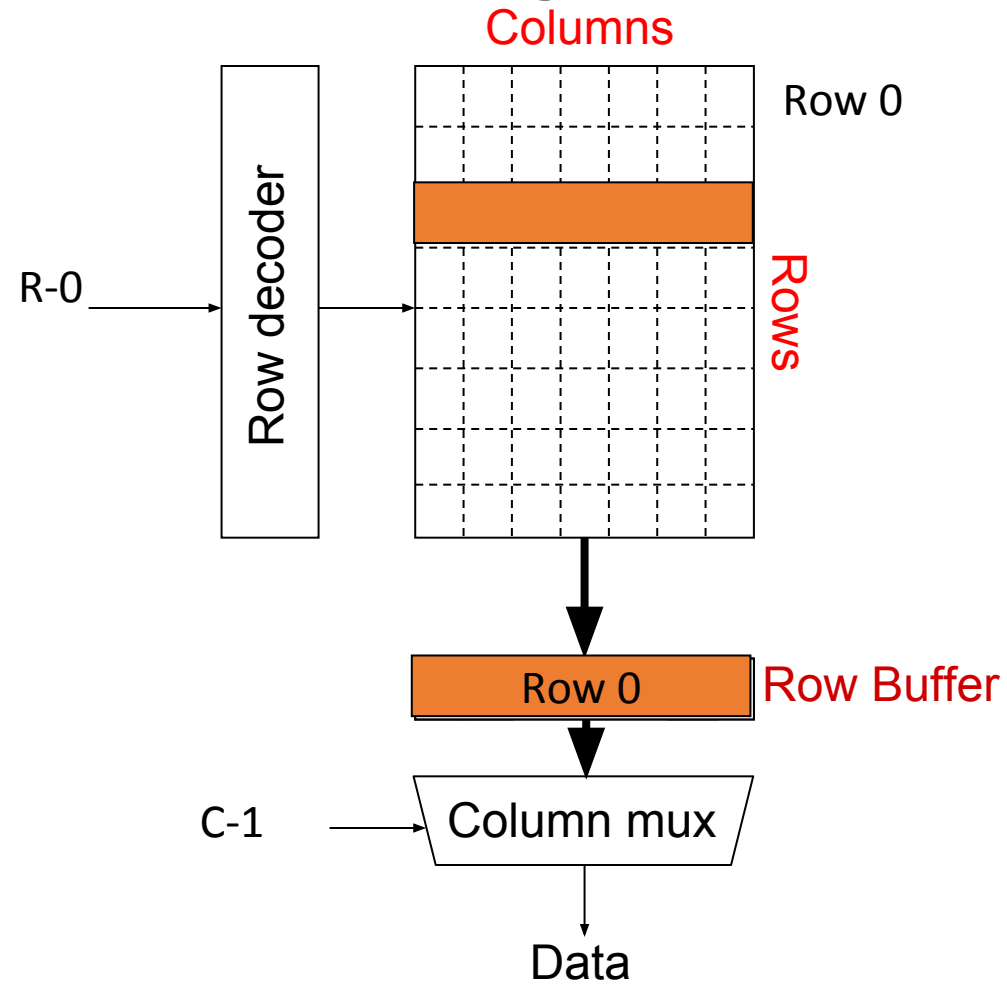 Columns
Row 0
Row decoder
R-0
Rows
Row 0
Row Buffer
C-1
Column mux
Data